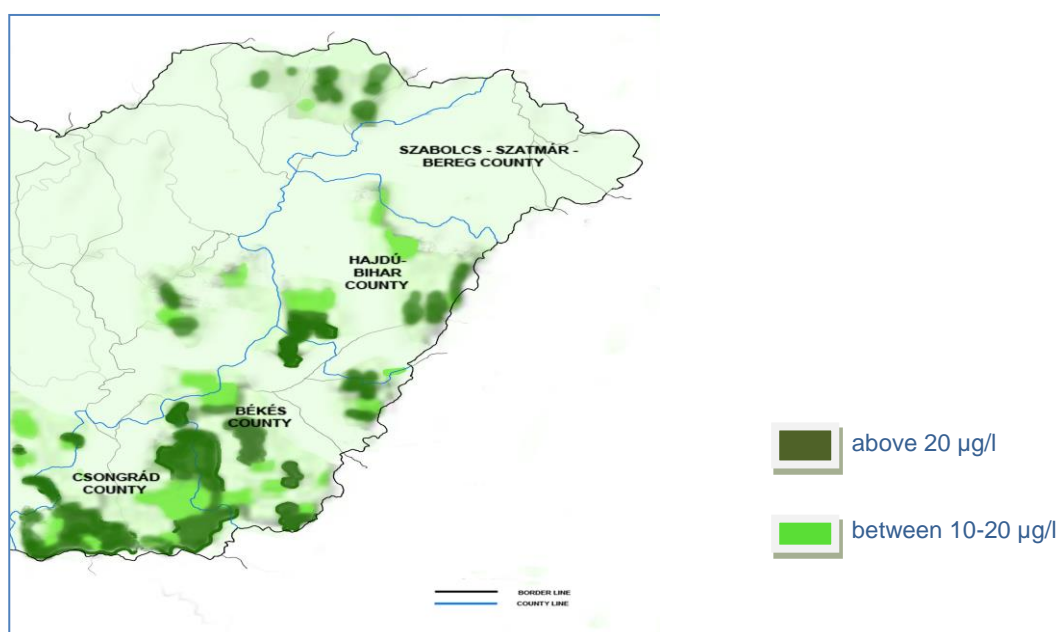 SZABOLCS - SZATMÁR -
BEREG COUNTY
HAJDÚ-
BIHAR
COUNTY
BÉKÉS
COUNTY
CSONGRÁD
COUNTY
above 20 µg/l
between 10-20 µg/l
BORDER LINE
COUNTY LINE